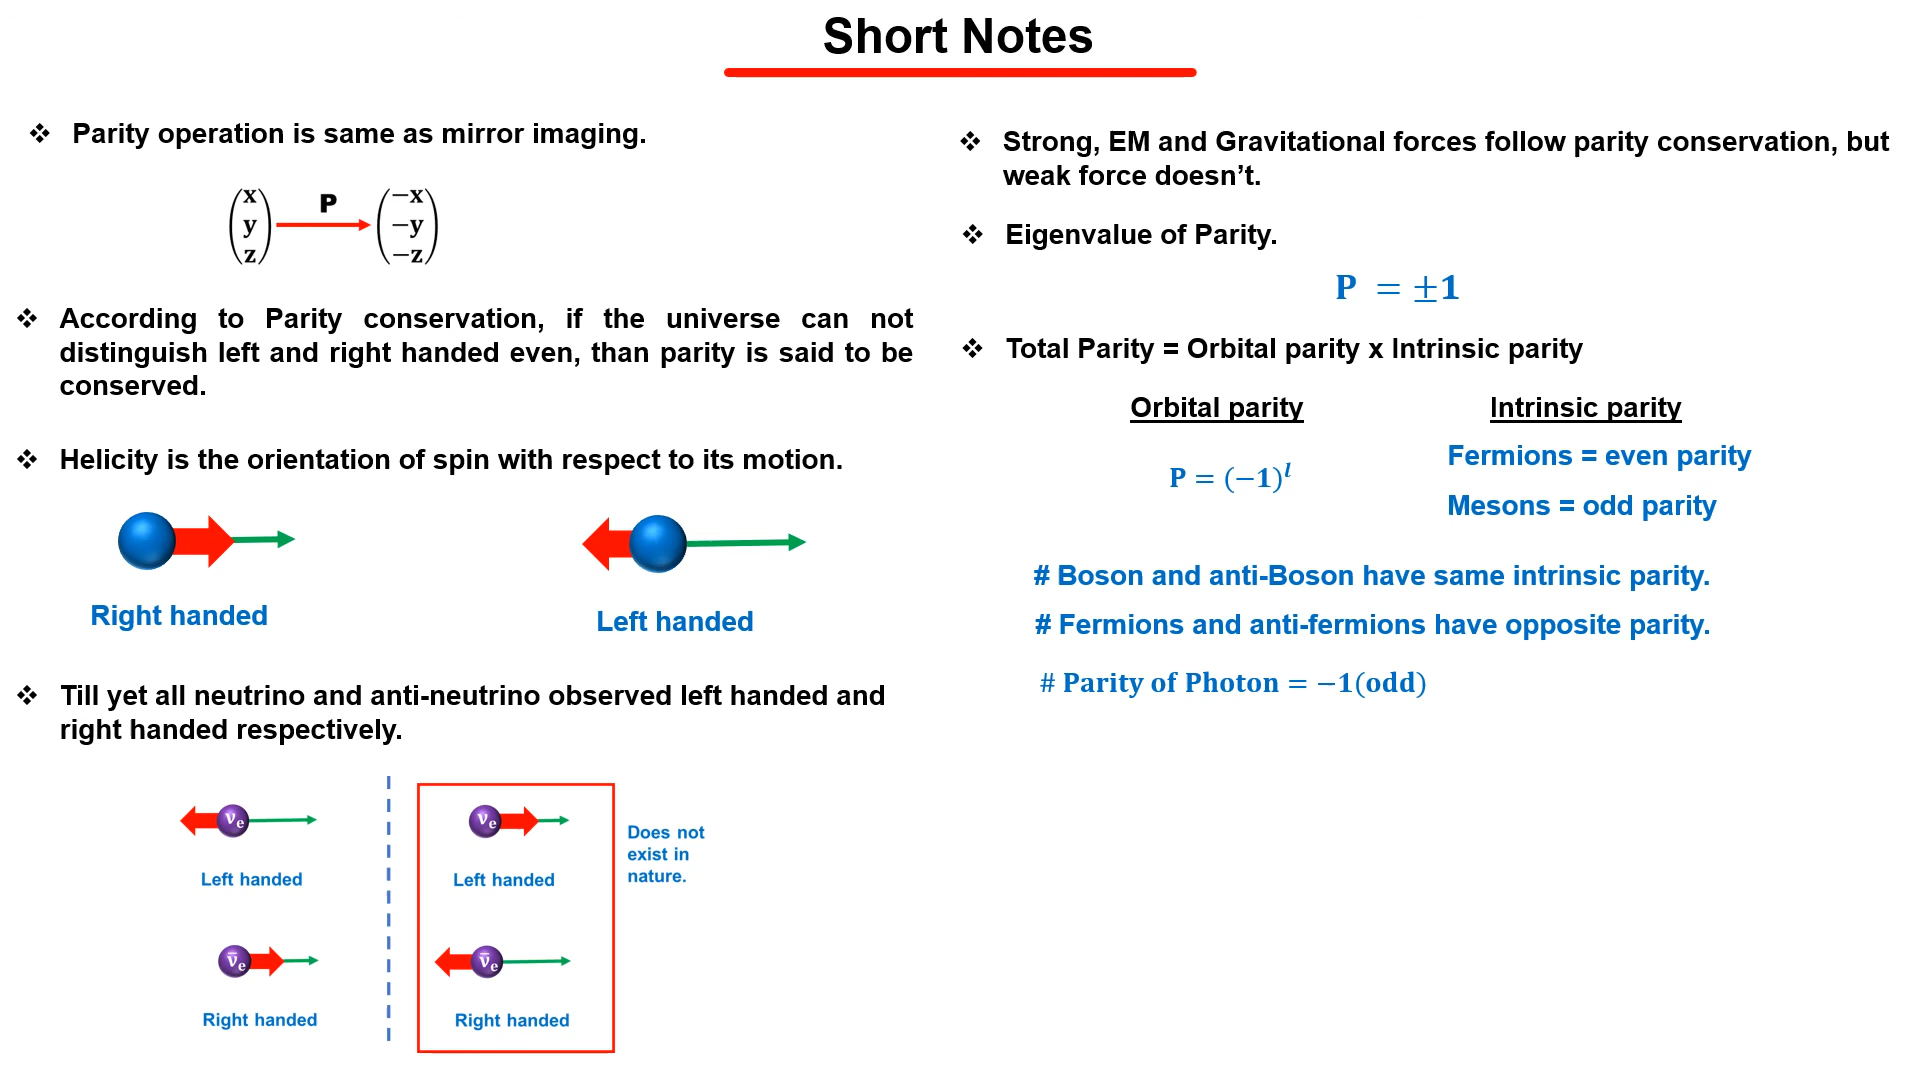 Short Notes
❖ Parity operation is same as mirror imaging.
(x y z) P (−x −y −z)
❖ According to Parity conservation, if the universe can not
distinguish left and right handed even, than parity is said to be
conserved.
❖ Helicity is the orientation of spin with respect to its motion.
Right handed
Left handed
❖ Till yet all neutrino and anti-neutrino observed left handed and
right handed respectively.
νe
νe
Left handed
Left handed
Does not
exist in
nature.
ν̄e
ν̄e
Right handed
Right handed
❖ Strong, EM and Gravitational forces follow parity conservation, but
weak force doesn’t.
❖ Eigenvalue of Parity.
P = ±1
❖ Total Parity = Orbital parity x Intrinsic parity
Orbital parity
P = (−1)^l
Intrinsic parity
Fermions = even parity
Mesons = odd parity
# Boson and anti-Boson have same intrinsic parity.
# Fermions and anti-fermions have opposite parity.
# Parity of Photon = −1(odd)